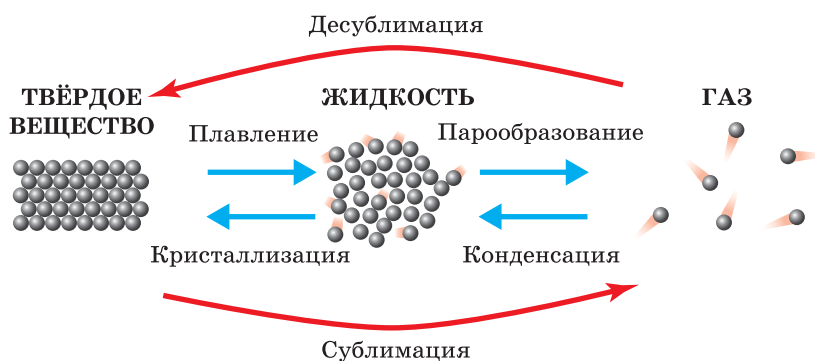 Десублимация
ТВЁРДОЕ
ВЕЩЕСТВО
ЖИДКОСТЬ
ГАЗ
Плавление
Парообразование
Кристаллизация
Конденсация
Сублимация